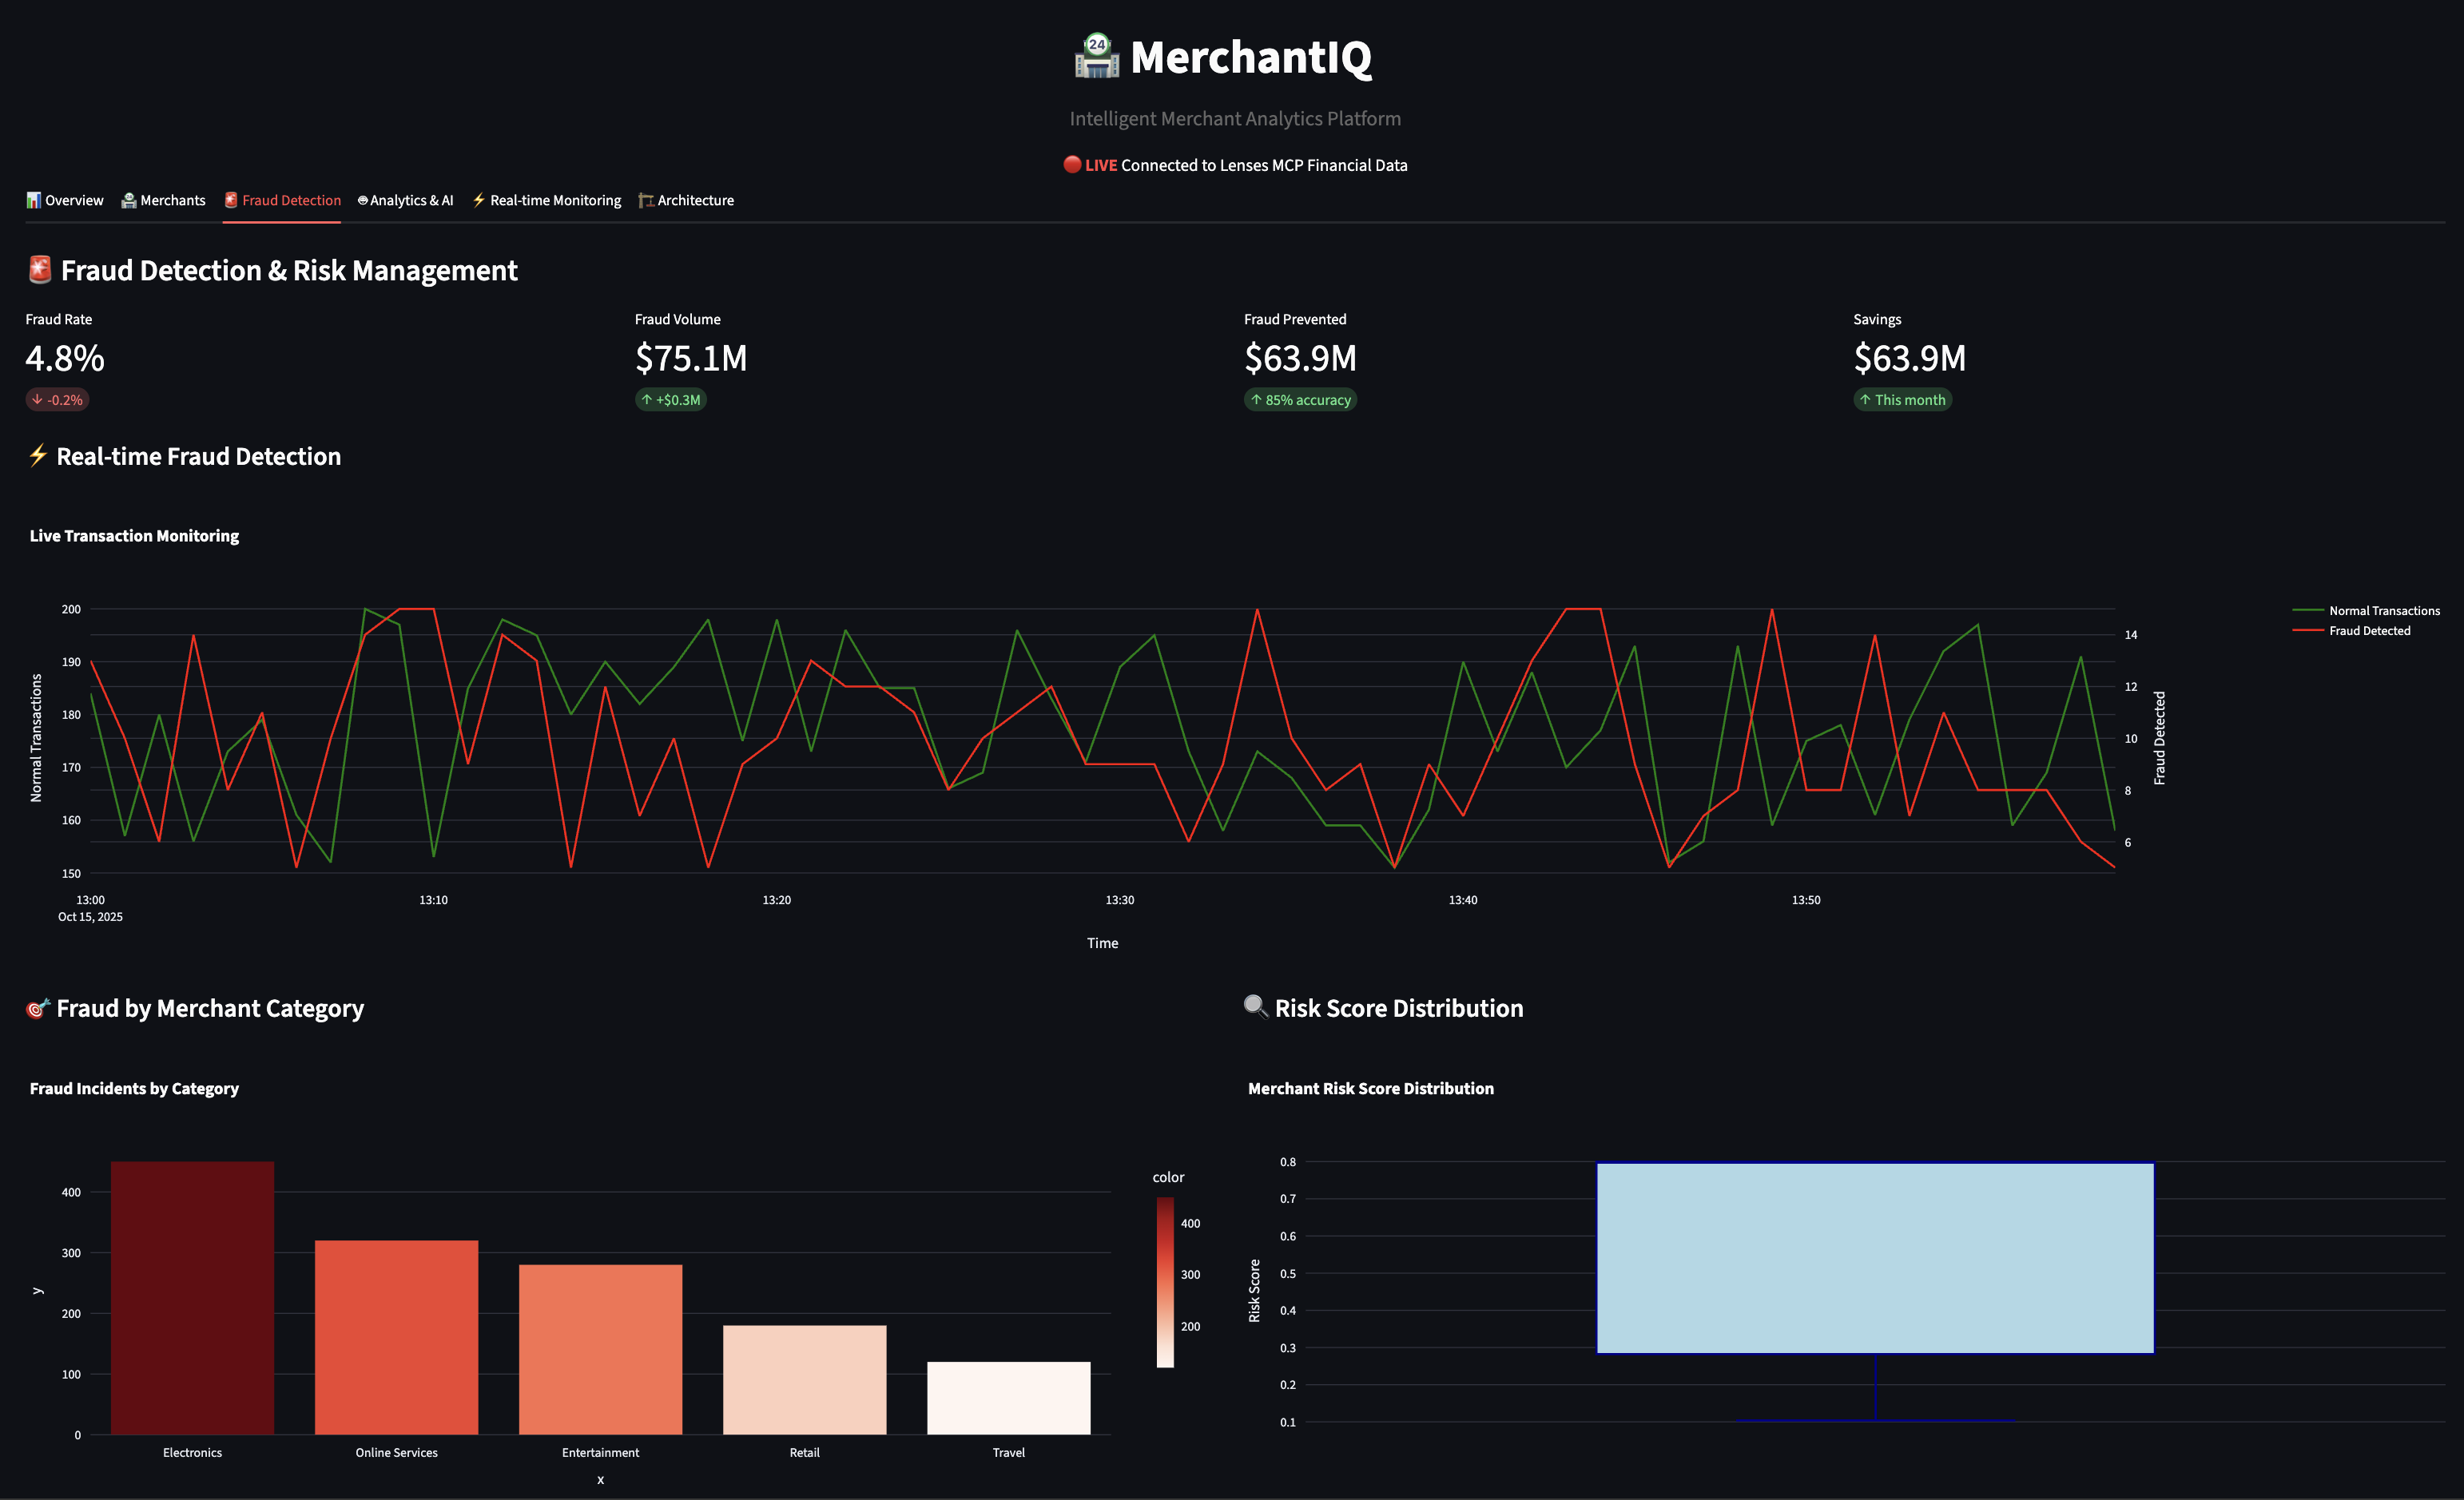 24
MerchantIQ
Intelligent Merchant Analytics Platform
LIVE Connected to Lenses MCP Financial Data
Overview Merchants Fraud Detection Analytics & AI Real-time Monitoring Architecture
Fraud Detection & Risk Management
Fraud Rate Fraud Volume Fraud Prevented Savings
4.8% $75.1M $63.9M $63.9M
↓ -0.2% ↑ +$0.3M ↑ 85% accuracy ↑ This month
Real-time Fraud Detection
Live Transaction Monitoring
Normal Transactions
200
190
180
170
160
150
14
12
10
8
6
Fraud Detected
Normal Transactions
Fraud Detected
13:00 13:10 13:20 13:30 13:40 13:50
Oct 15, 2025
Time
Fraud by Merchant Category
Fraud Incidents by Category
y
400
300
200
100
0
Electronics Online Services Entertainment Retail Travel
x
color
400
300
200
Risk Score Distribution
Merchant Risk Score Distribution
Risk Score
0.8
0.7
0.6
0.5
0.4
0.3
0.2
0.1